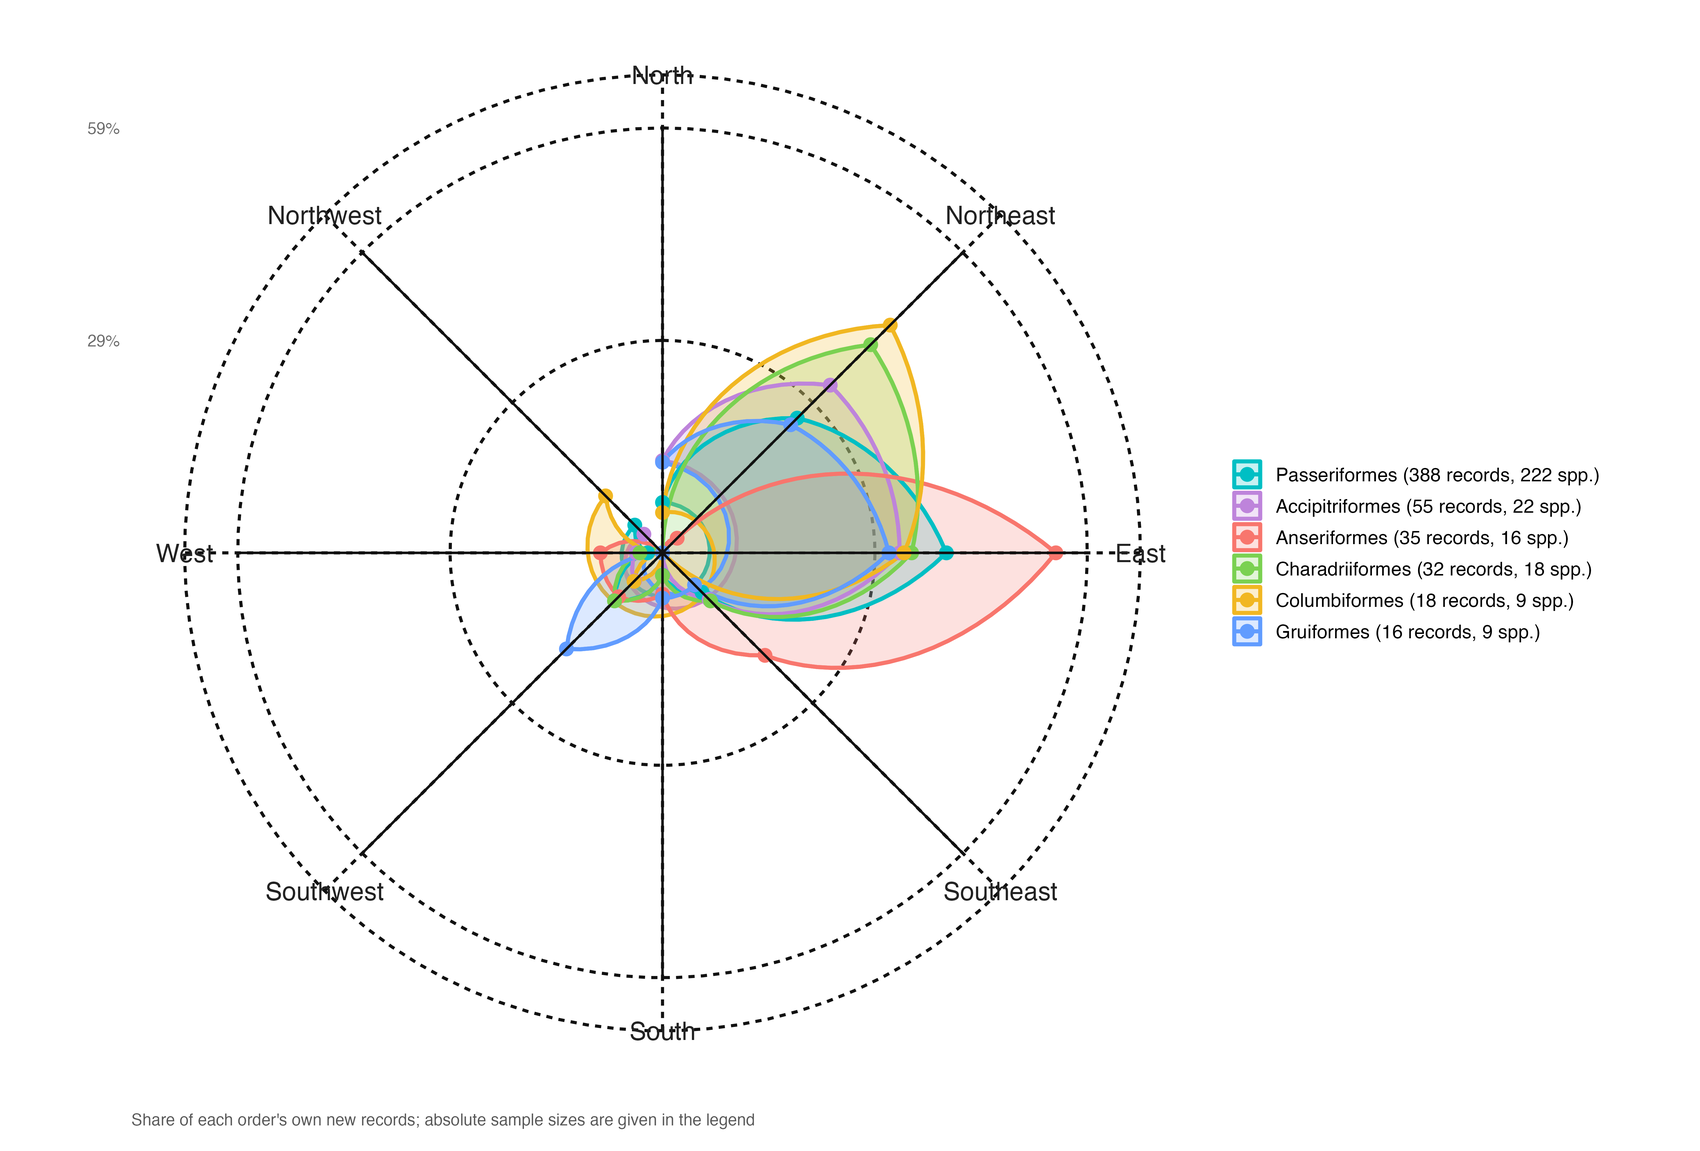 North
59%
Northwest
Northeast
29%
Passeriformes (388 records, 222 spp.)
Accipitriformes (55 records, 22 spp.)
Anseriformes (35 records, 16 spp.)
West
East
Charadriiformes (32 records, 18 spp.)
Columbiformes (18 records, 9 spp.)
Gruiformes (16 records, 9 spp.)
Southwest
Southeast
South
Share of each order's own new records; absolute sample sizes are given in the legend